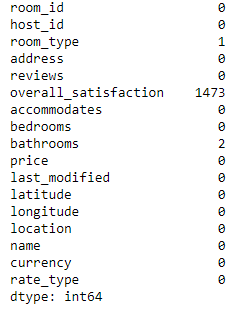 room_id 0
host_id 0
room_type 1
address 0
reviews 0
overall_satisfaction 1473
accommodates 0
bedrooms 0
bathrooms 2
price 0
last_modified 0
latitude 0
longitude 0
location 0
name 0
currency 0
rate_type 0
dtype: int64